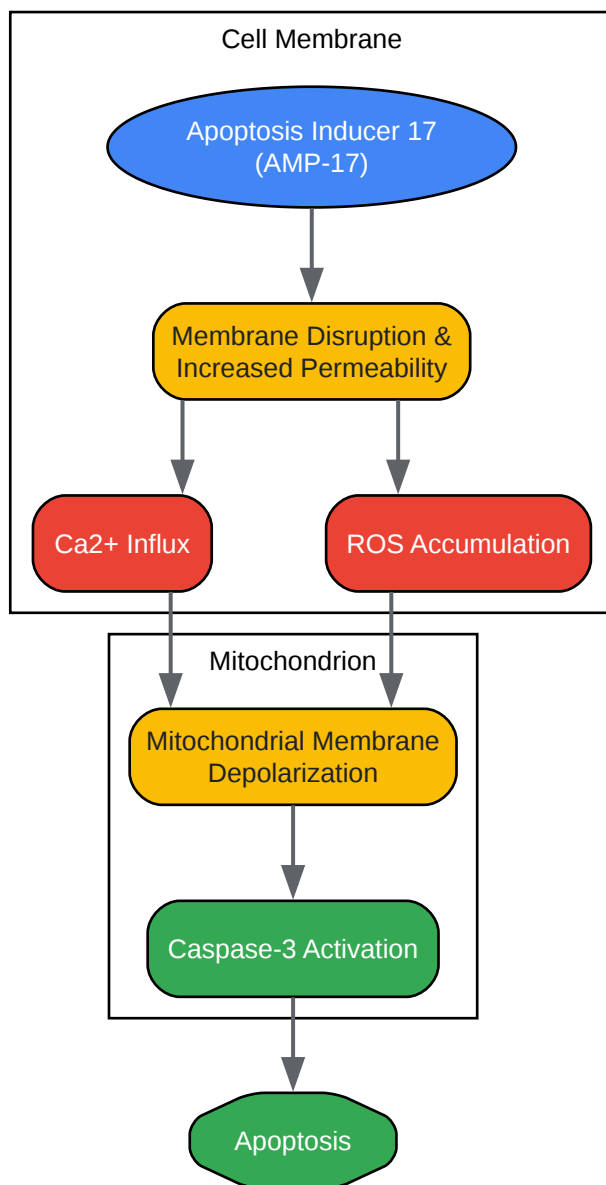 Cell Membrane
Apoptosis Inducer 17
(AMP-17)
Membrane Disruption &
Increased Permeability
Ca2+ Influx
ROS Accumulation
Mitochondrion
Mitochondrial Membrane
Depolarization
Caspase-3 Activation
Apoptosis